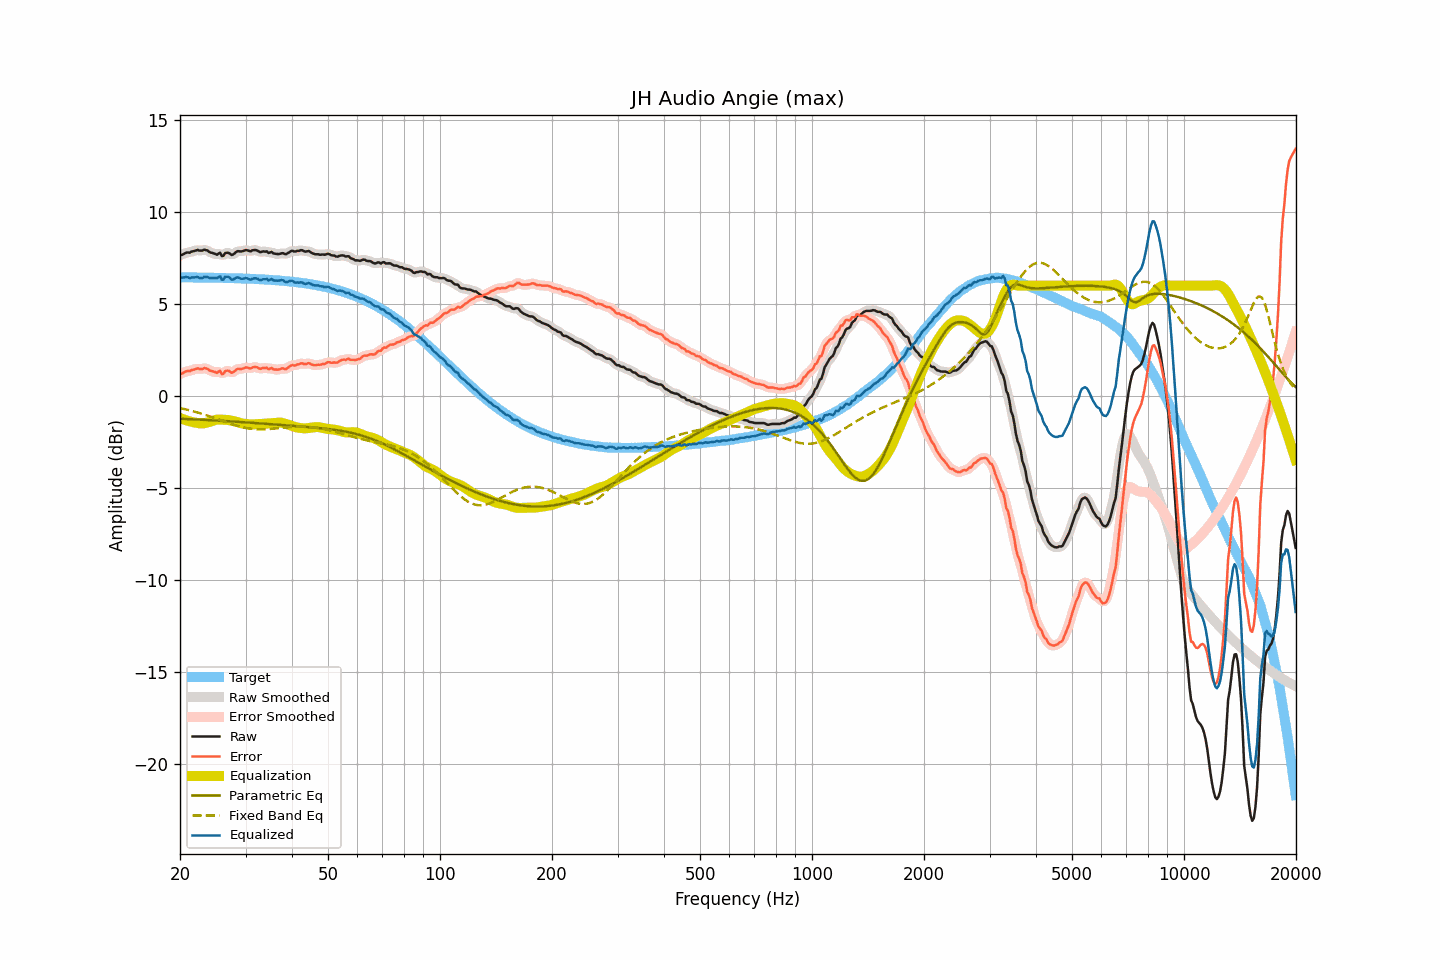 JH Audio Angie (max)
15
10
5
0
−5
−10
−15
−20
Amplitude (dBr)
Target
Raw Smoothed
Error Smoothed
Raw
Error
Equalization
Parametric Eq
Fixed Band Eq
Equalized
20 50 100 200 500 1000 2000 5000 10000 20000
Frequency (Hz)